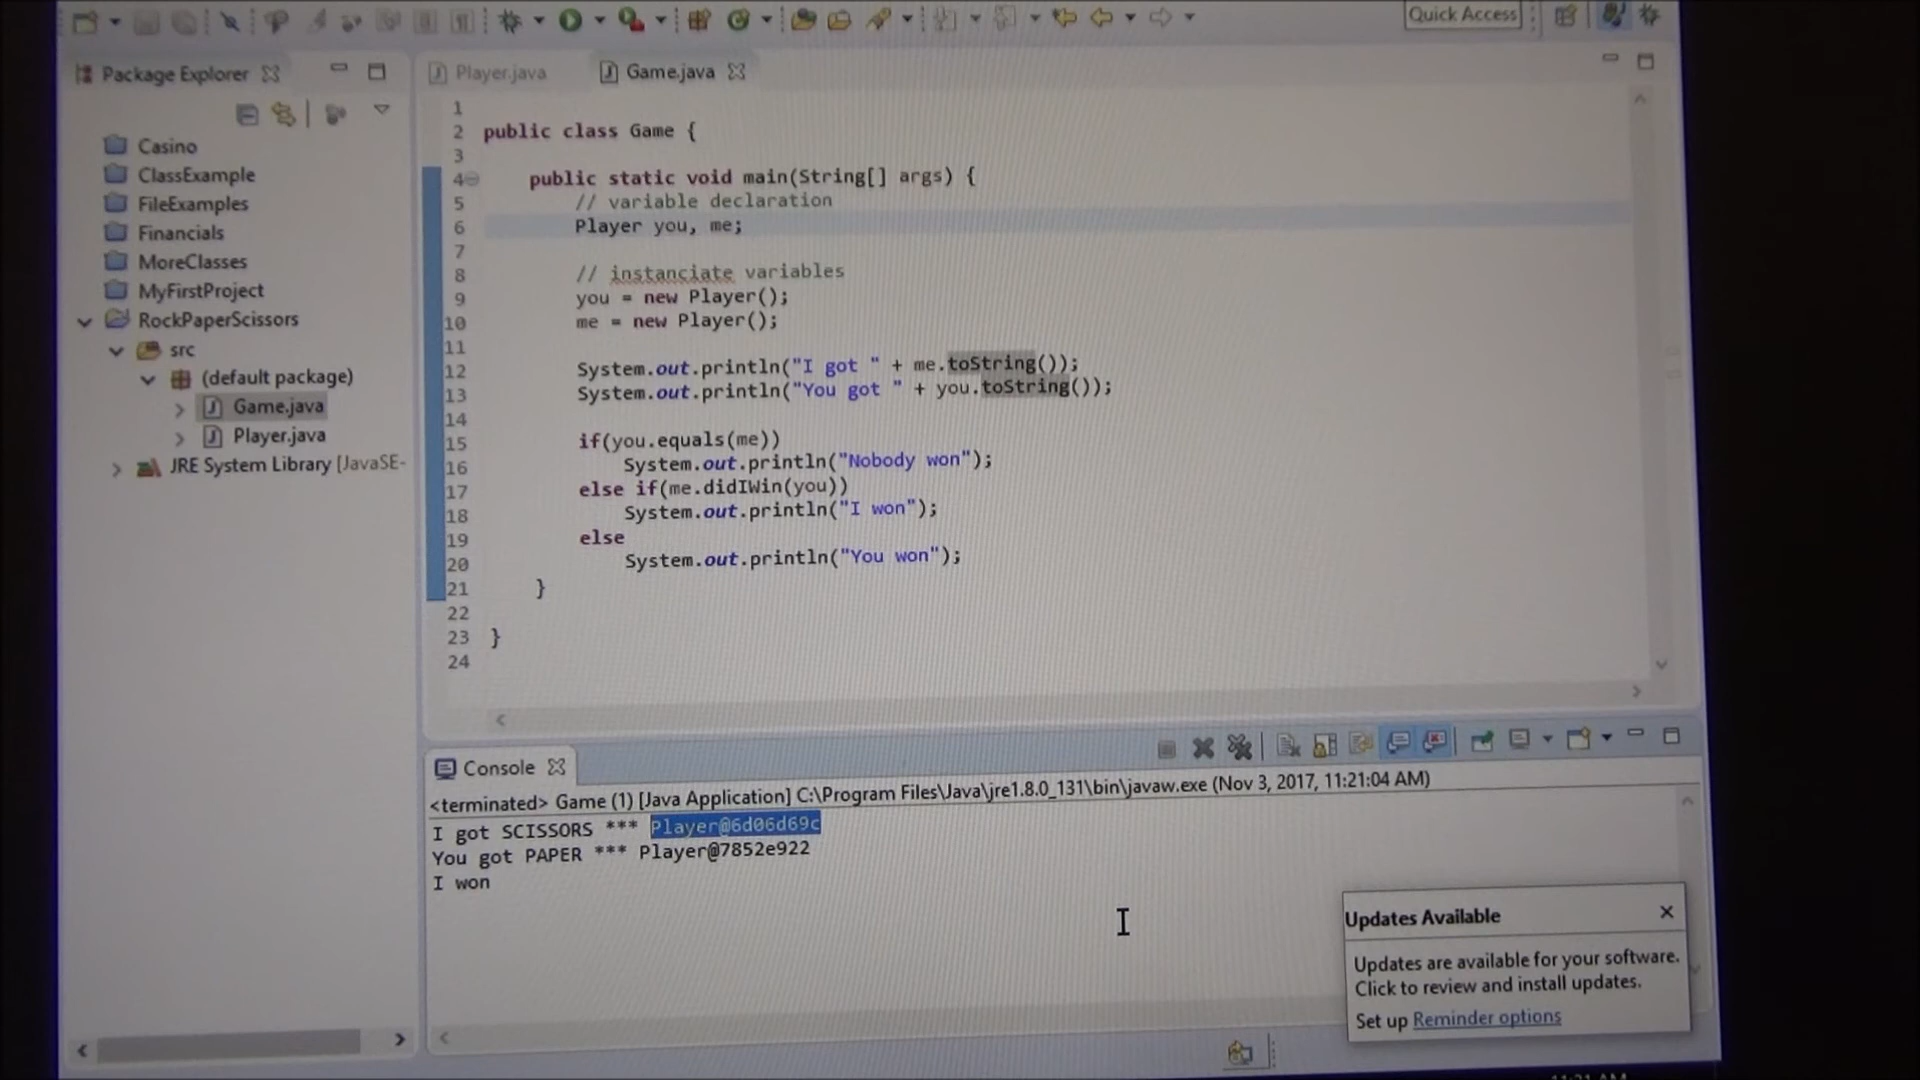 Quick Access
Package Explorer
Casino
ClassExample
FileExamples
Financials
MoreClasses
MyFirstProject
RockPaperScissors
src
(default package)
Game.java
Player.java
JRE System Library [JavaSE-
Player.java
Game.java
1
2 public class Game {
3
4 public static void main(String[] args) {
5 // variable declaration
6 Player you, me;
7
8 // instanciate variables
9 you = new Player();
10 me = new Player();
11
12 System.out.println("I got " + me.toString());
13 System.out.println("You got " + you.toString());
14
15 if(you.equals(me))
16 System.out.println("Nobody won");
17 else if(me.didIWin(you))
18 System.out.println("I won");
19 else
20 System.out.println("You won");
21 }
22
23 }
24
Console
<terminated> Game (1) [Java Application] C:\Program Files\Java\jre1.8.0_131\bin\javaw.exe (Nov 3, 2017, 11:21:04 AM)
I got SCISSORS *** Player@6d06d69c
You got PAPER *** Player@7852e922
I won
Updates Available
Updates are available for your software.
Click to review and install updates.
Set up Reminder options